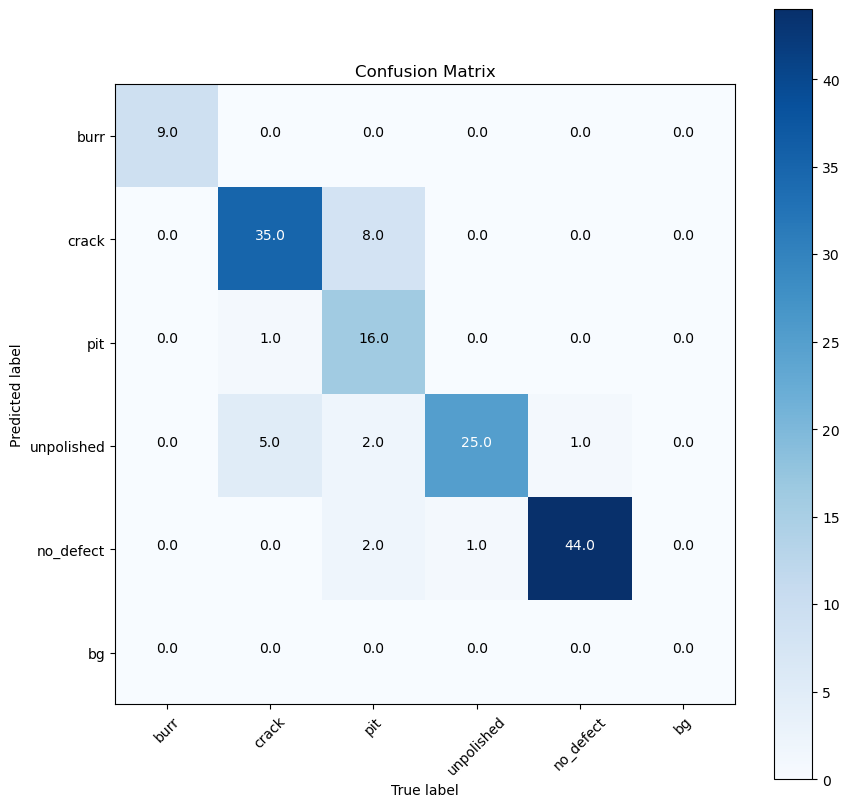 Confusion Matrix
burr 9.0 0.0 0.0 0.0 0.0 0.0
crack 0.0 35.0 8.0 0.0 0.0 0.0
pit 0.0 1.0 16.0 0.0 0.0 0.0
unpolished 0.0 5.0 2.0 25.0 1.0 0.0
no_defect 0.0 0.0 2.0 1.0 44.0 0.0
bg 0.0 0.0 0.0 0.0 0.0 0.0
burr crack pit unpolished no_defect bg
True label
Predicted label
40
35
30
25
20
15
10
5
0